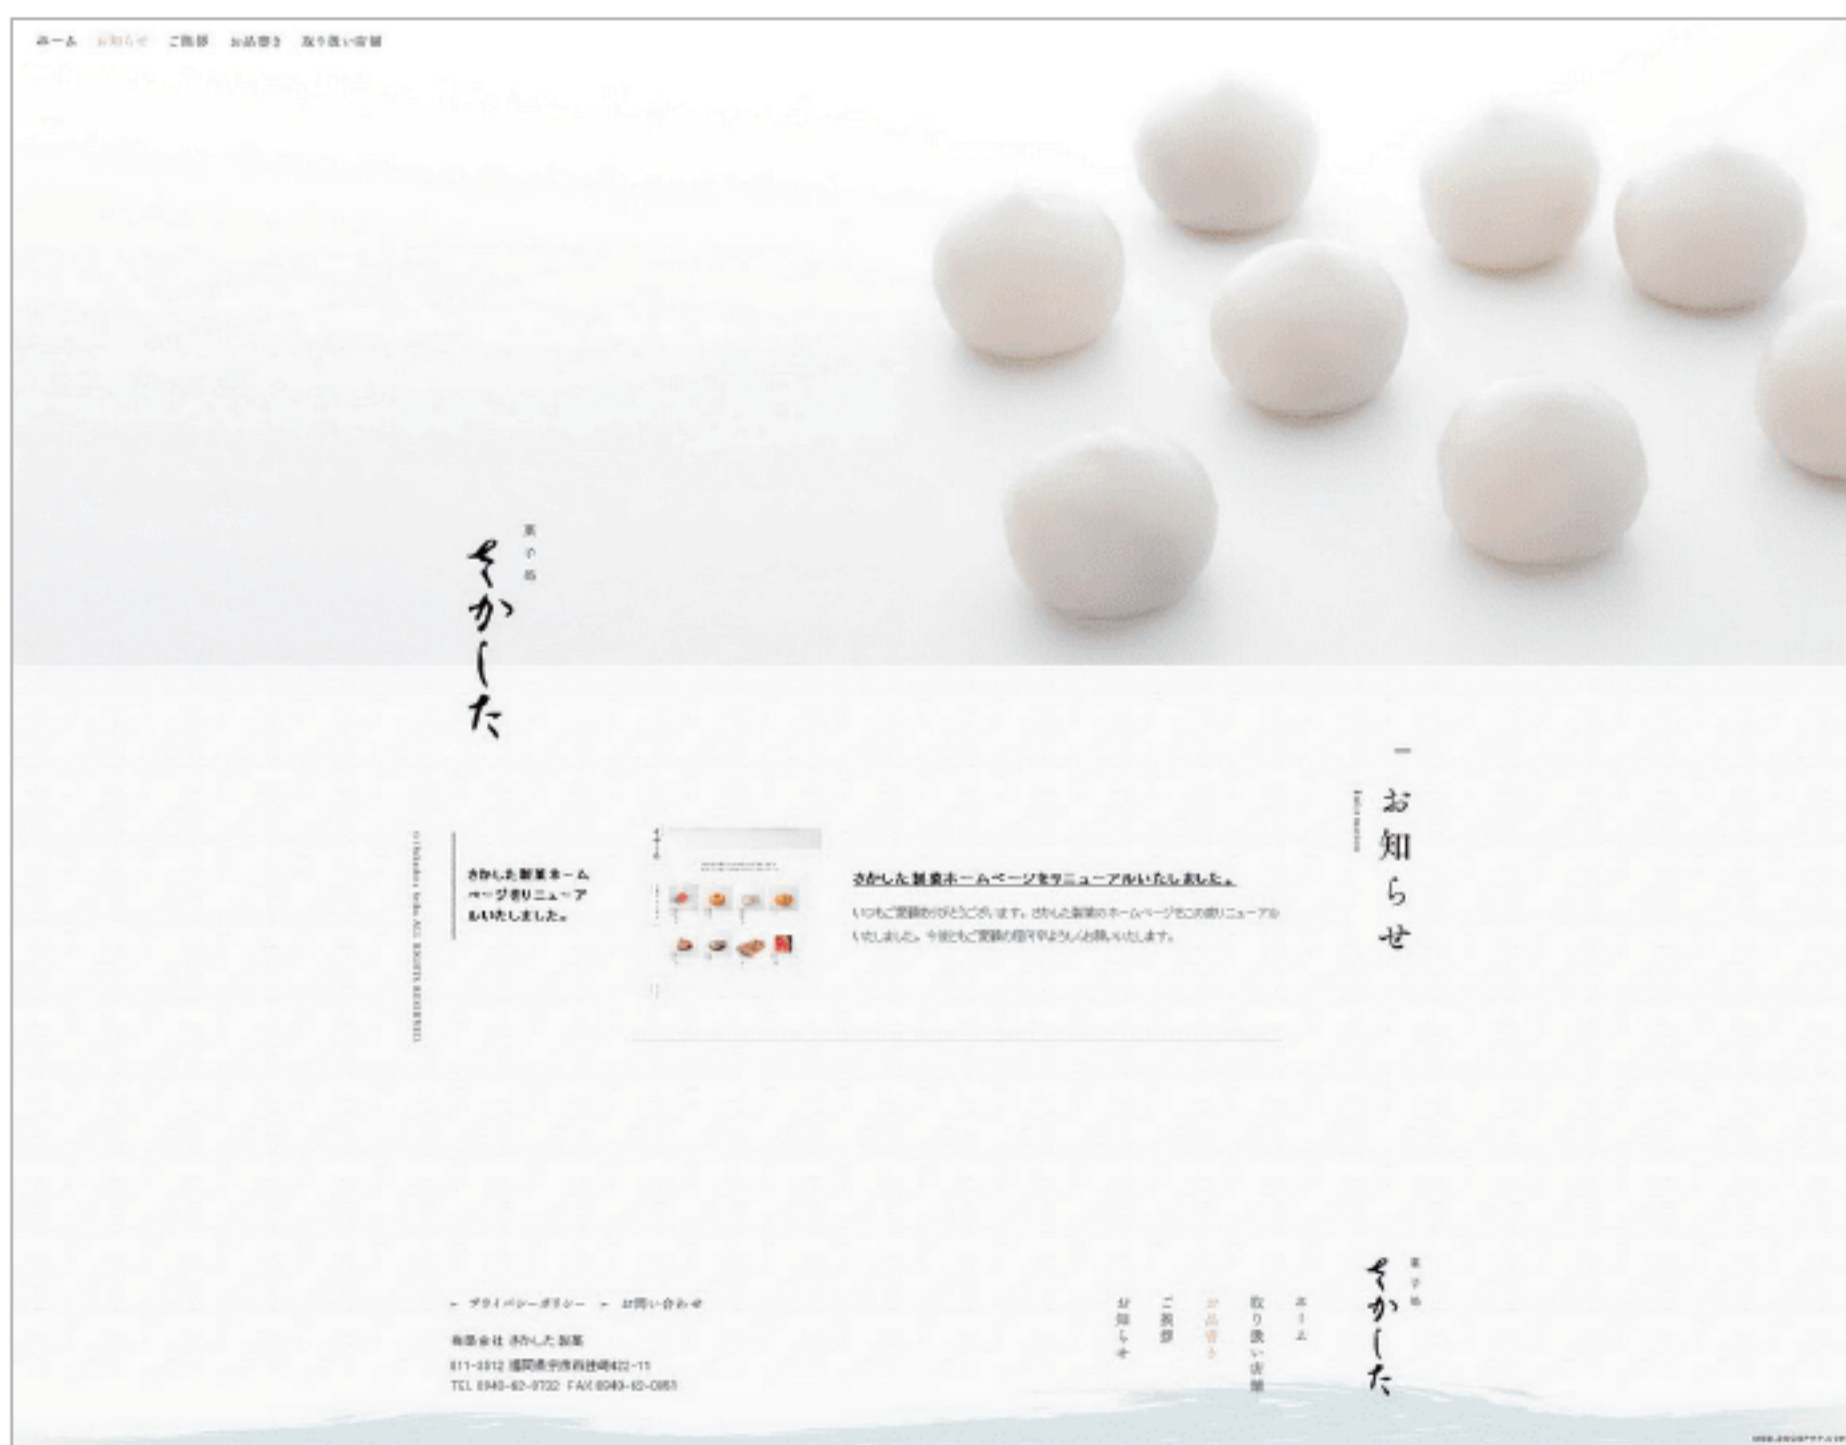 ホーム お知らせ ご挨拶 お品書き 取り扱い店舗
菓子処
さかした
お知らせ
さかした製菓ホーム
ページをリニューア
ルいたしました。
さかした製菓ホームページをリニューアルいたしました。
いつもご愛顧ありがとうございます。さかした製菓のホームページをこの度リニューアル
いたしました。今後ともご愛顧の程何卒よろしくお願いいたします。
プライバシーポリシー お問い合わせ
有限会社 さかした製菓
菓子処
さかした
ホーム
取り扱い店舗
お品書き
ご挨拶
お知らせ